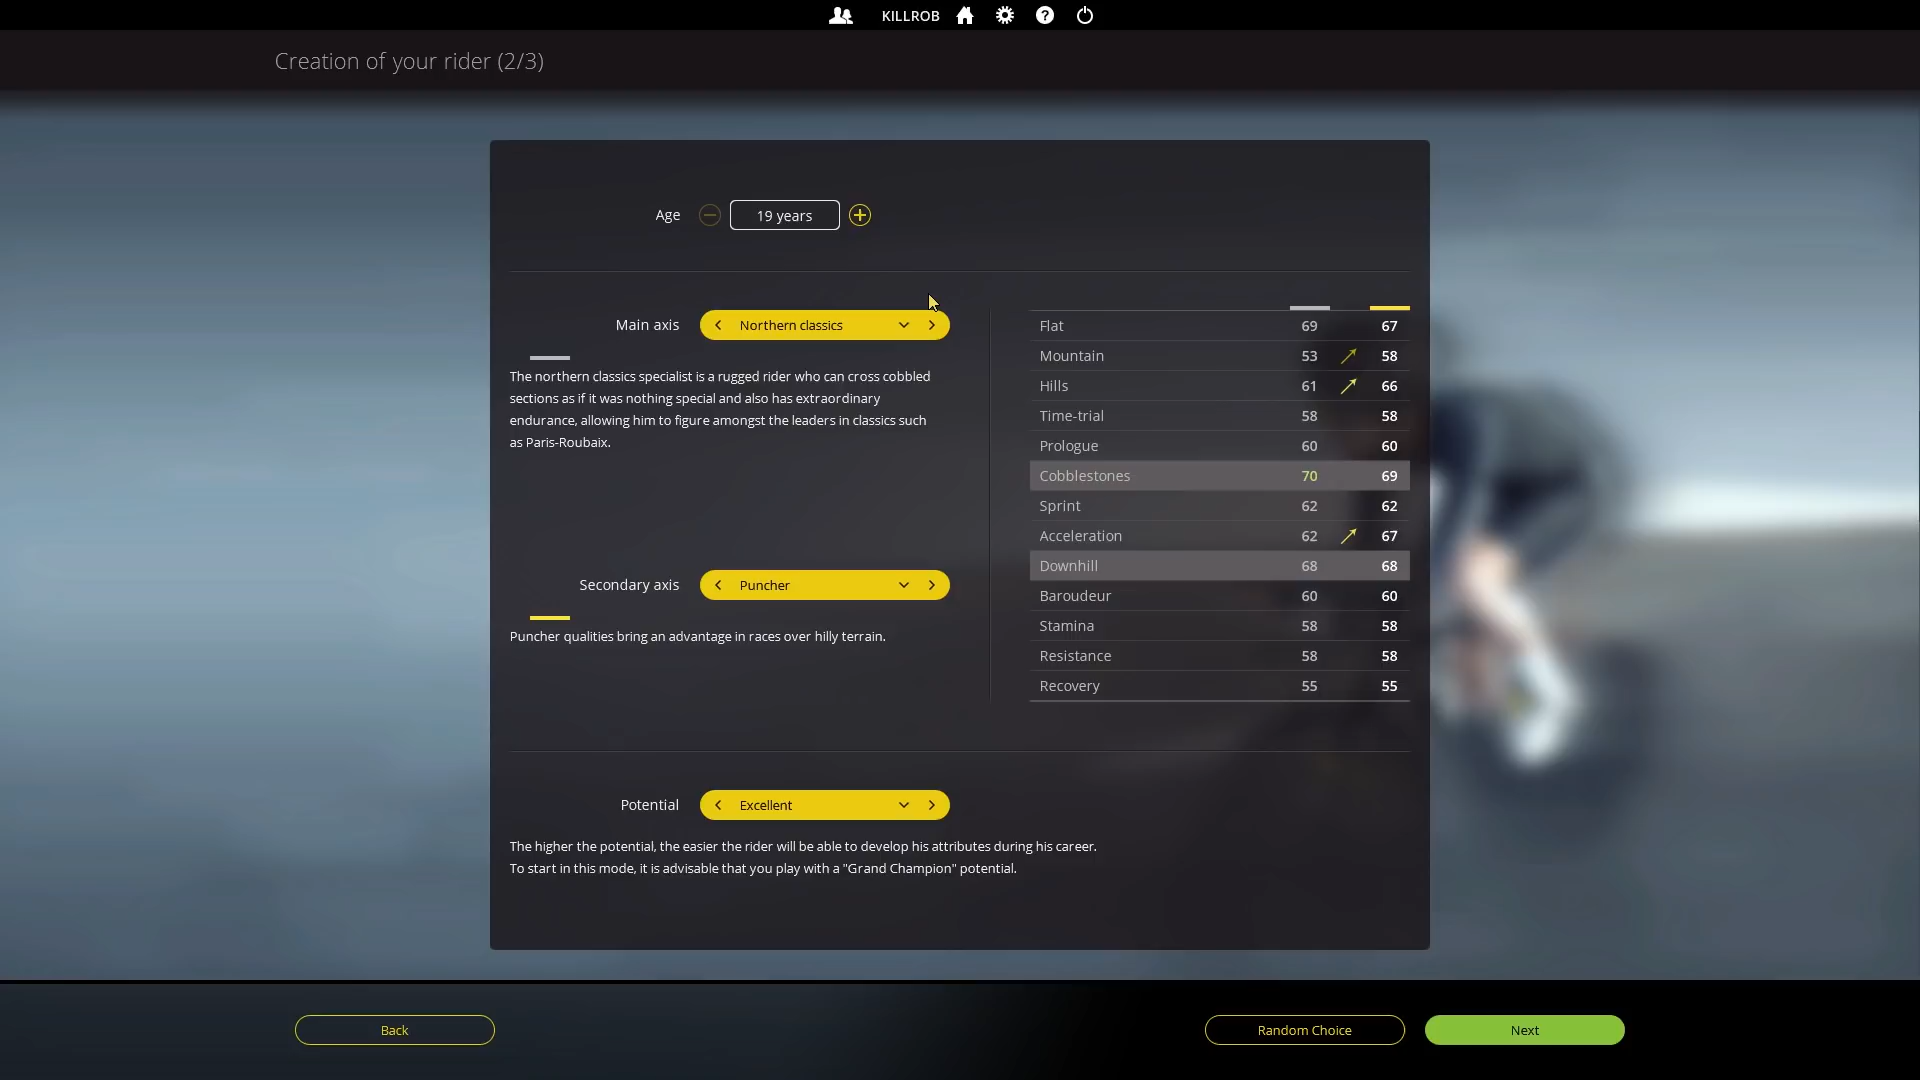 KILLROB
Creation of your rider (2/3)
Age 19 years
Main axis Northern classics
The northern classics specialist is a rugged rider who can cross cobbled
sections as if it was nothing special and also has extraordinary
endurance, allowing him to figure amongst the leaders in classics such
as Paris-Roubaix.
Secondary axis Puncher
Puncher qualities bring an advantage in races over hilly terrain.
Flat 69 67
Mountain 53 58
Hills 61 66
Time-trial 58 58
Prologue 60 60
Cobblestones 70 69
Sprint 62 62
Acceleration 62 67
Downhill 68 68
Baroudeur 60 60
Stamina 58 58
Resistance 58 58
Recovery 55 55
Potential Excellent
The higher the potential, the easier the rider will be able to develop his attributes during his career.
To start in this mode, it is advisable that you play with a "Grand Champion" potential.
Back Random Choice Next